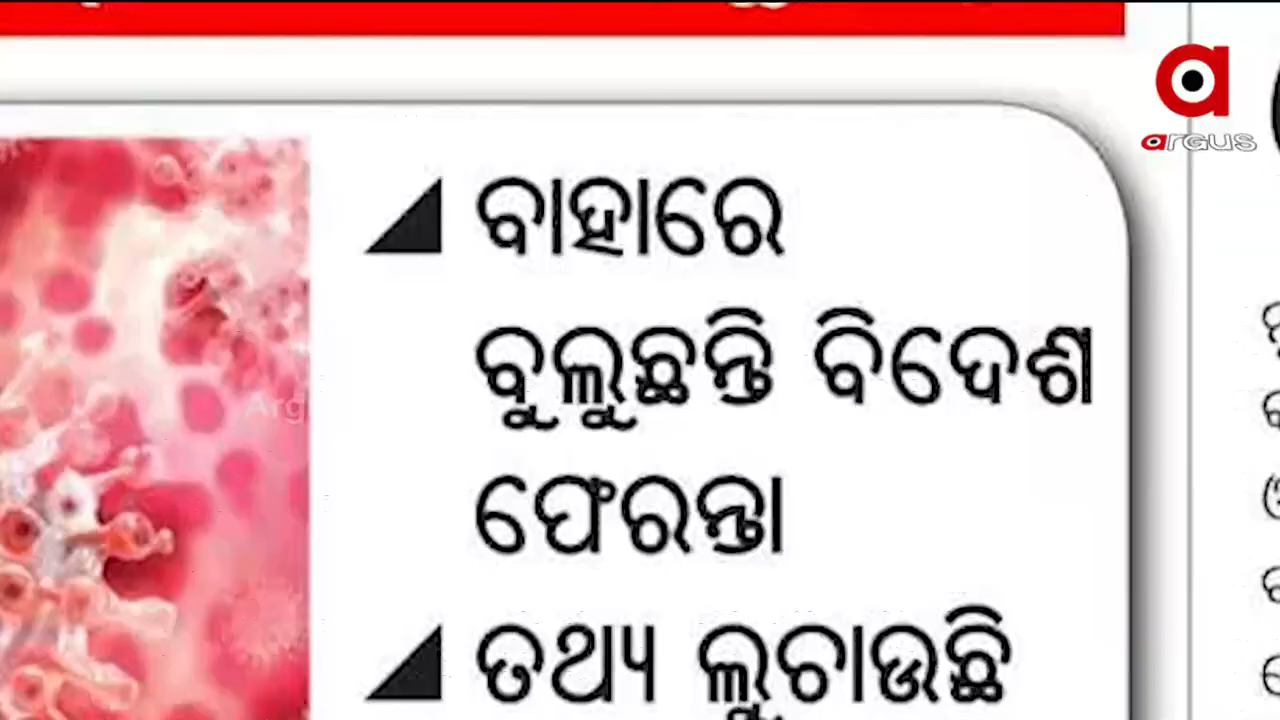 argus
ବାହାରେ
ବୁଲୁଛନ୍ତି ବିଦେଶ
ଫେରନ୍ତା
ତଥ୍ୟ ଲୁଚାଉଛି